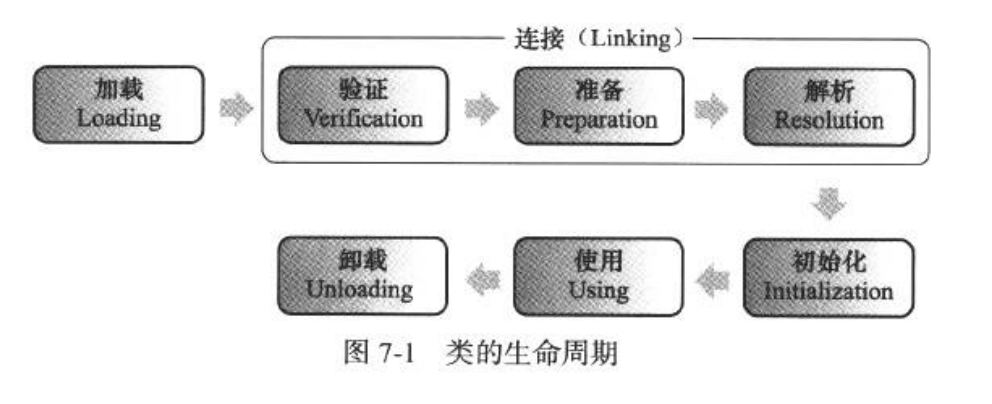 连接（Linking）
加载
Loading
验证
Verification
准备
Preparation
解析
Resolution
初始化
Initialization
使用
Using
卸载
Unloading
图 7-1 类的生命周期